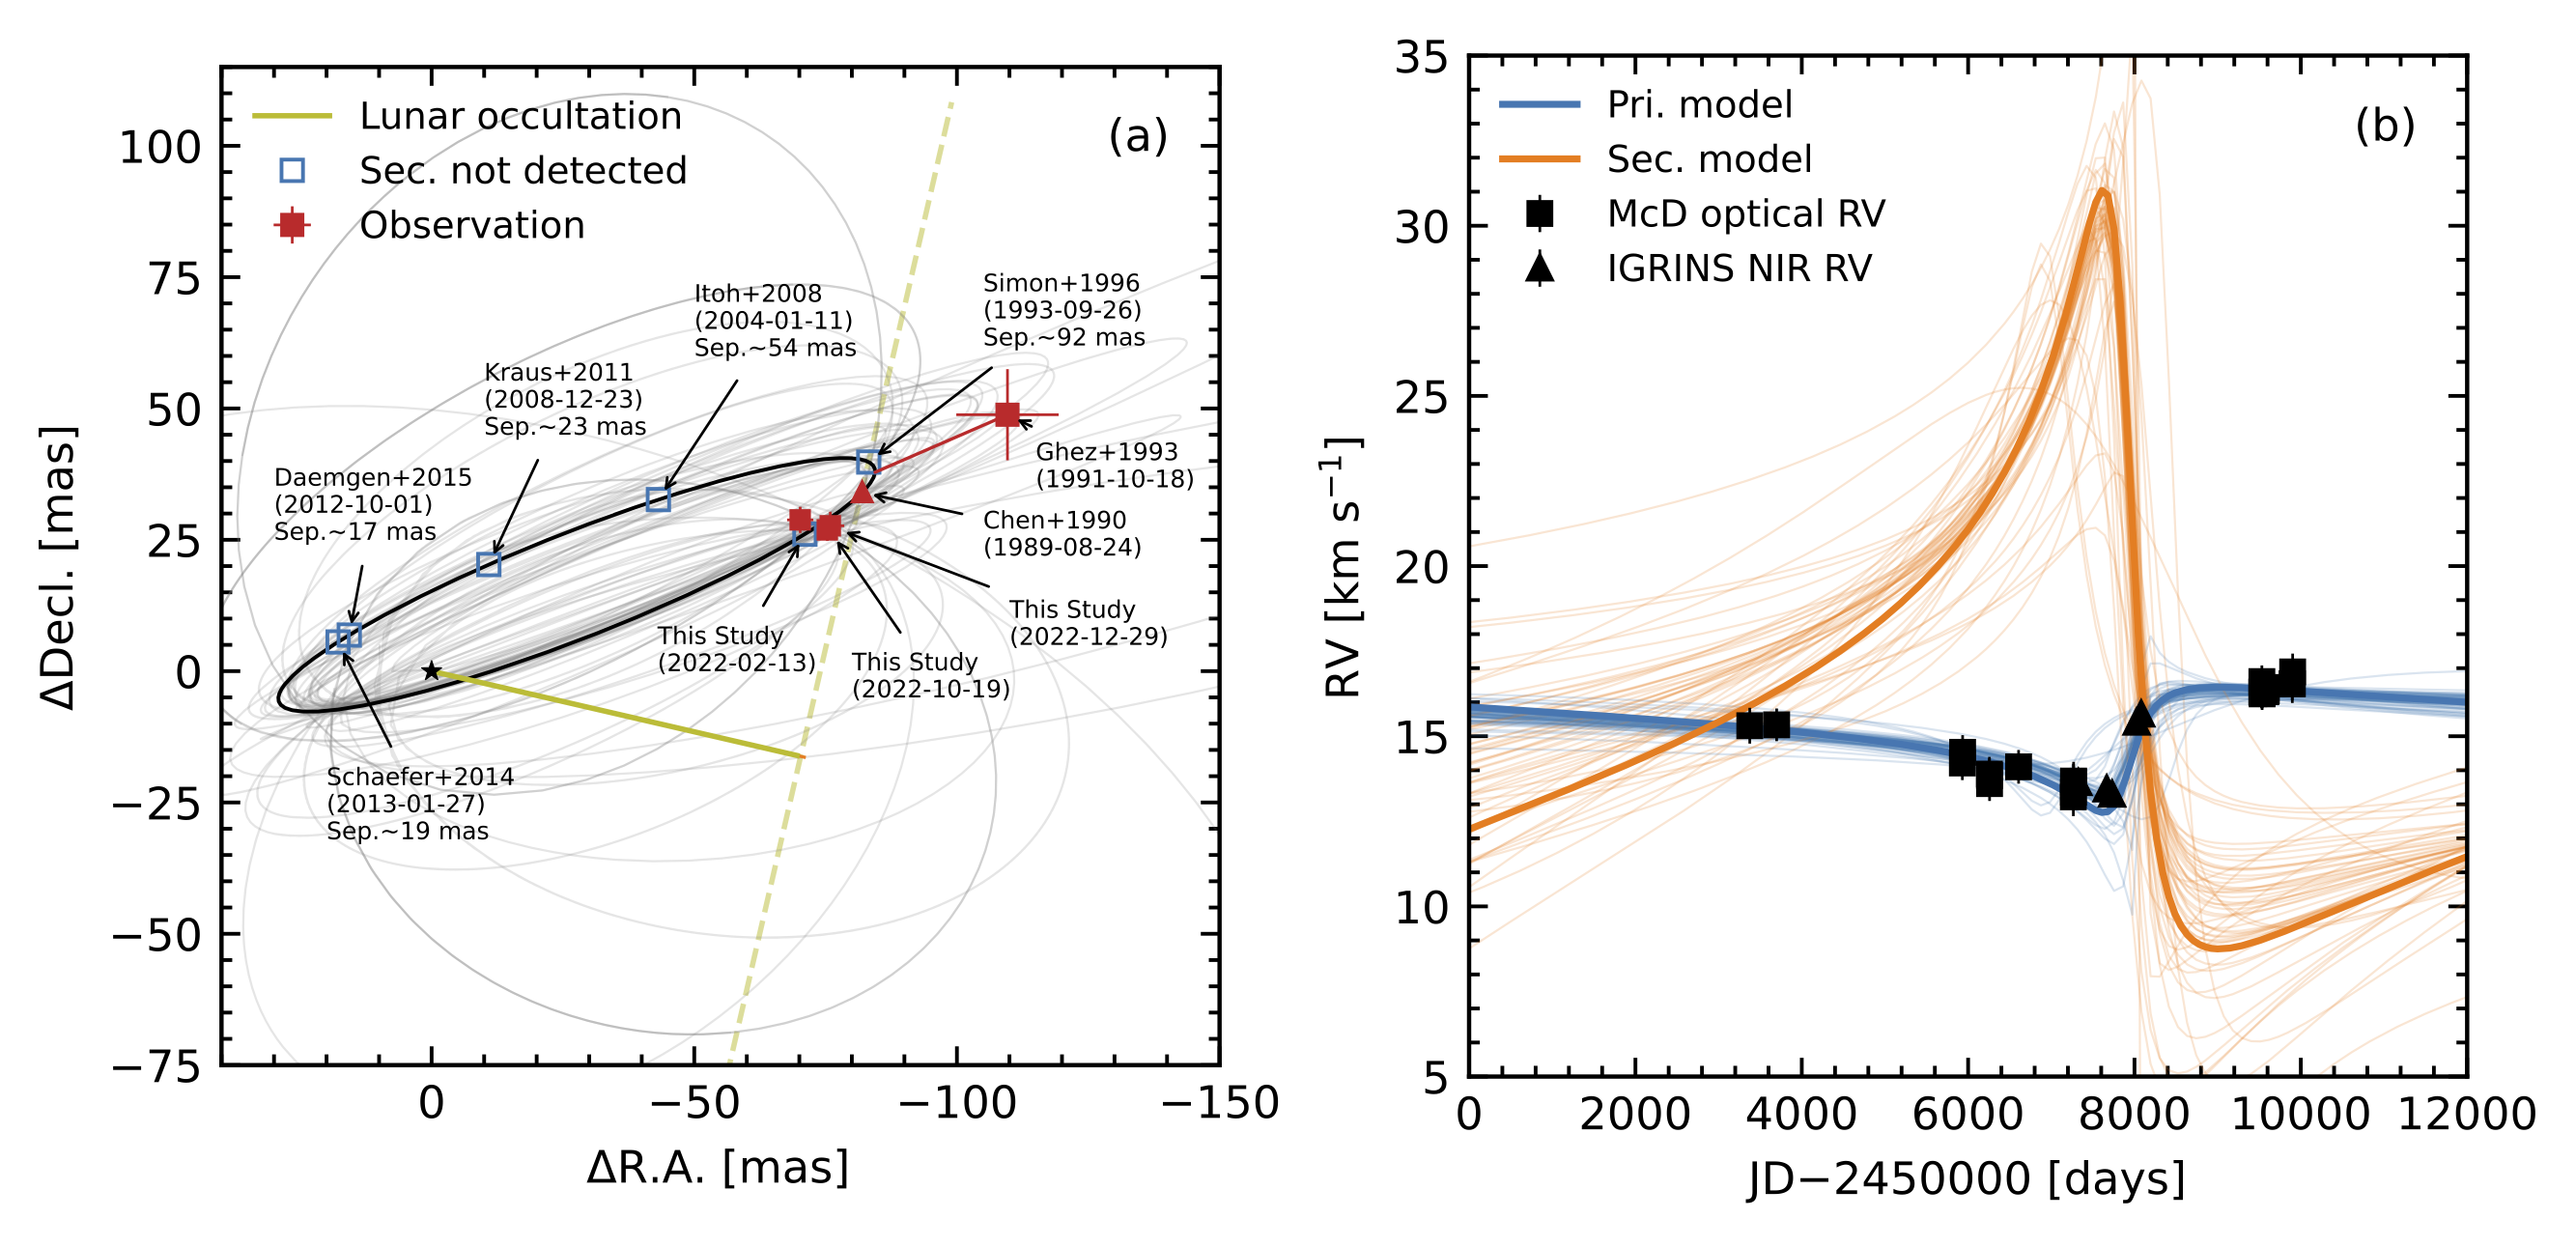 Lunar occultation
Sec. not detected
Observation
(a)
Itoh+2008
(2004-01-11)
Sep.~54 mas
Simon+1996
(1993-09-26)
Sep.~92 mas
Kraus+2011
(2008-12-23)
Sep.~23 mas
Ghez+1993
(1991-10-18)
Daemgen+2015
(2012-10-01)
Sep.~17 mas
Chen+1990
(1989-08-24)
This Study
(2022-12-29)
This Study
(2022-02-13)
This Study
(2022-10-19)
Schaefer+2014
(2013-01-27)
Sep.~19 mas
100
75
50
25
0
−25
−50
−75
ΔDecl. [mas]
0
−50
−100
−150
ΔR.A. [mas]
Pri. model
Sec. model
McD optical RV
IGRINS NIR RV
(b)
35
30
25
20
15
10
5
RV [km s⁻¹]
0
2000
4000
6000
8000
10000
12000
JD−2450000 [days]